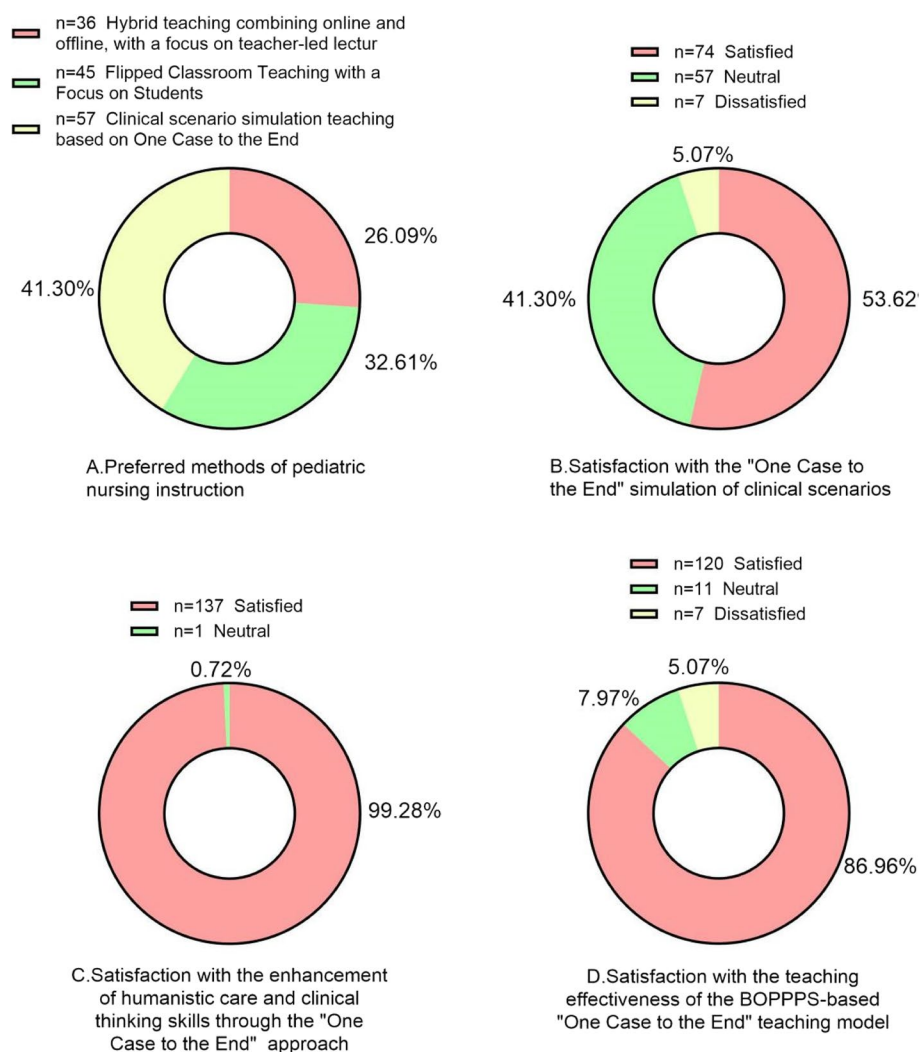 n=36 Hybrid teaching combining online and
offline, with a focus on teacher-led lectur
n=45 Flipped Classroom Teaching with a
Focus on Students
n=57 Clinical scenario simulation teaching
based on One Case to the End
26.09%
41.30%
32.61%
A.Preferred methods of pediatric
nursing instruction
n=74 Satisfied
n=57 Neutral
n=7 Dissatisfied
5.07%
41.30%
53.62
B.Satisfaction with the "One Case to
the End" simulation of clinical scenarios
n=137 Satisfied
n=1 Neutral
0.72%
99.28%
C.Satisfaction with the enhancement
of humanistic care and clinical
thinking skills through the "One
Case to the End" approach
n=120 Satisfied
n=11 Neutral
n=7 Dissatisfied
5.07%
7.97%
86.96%
D.Satisfaction with the teaching
effectiveness of the BOPPPS-based
"One Case to the End" teaching model